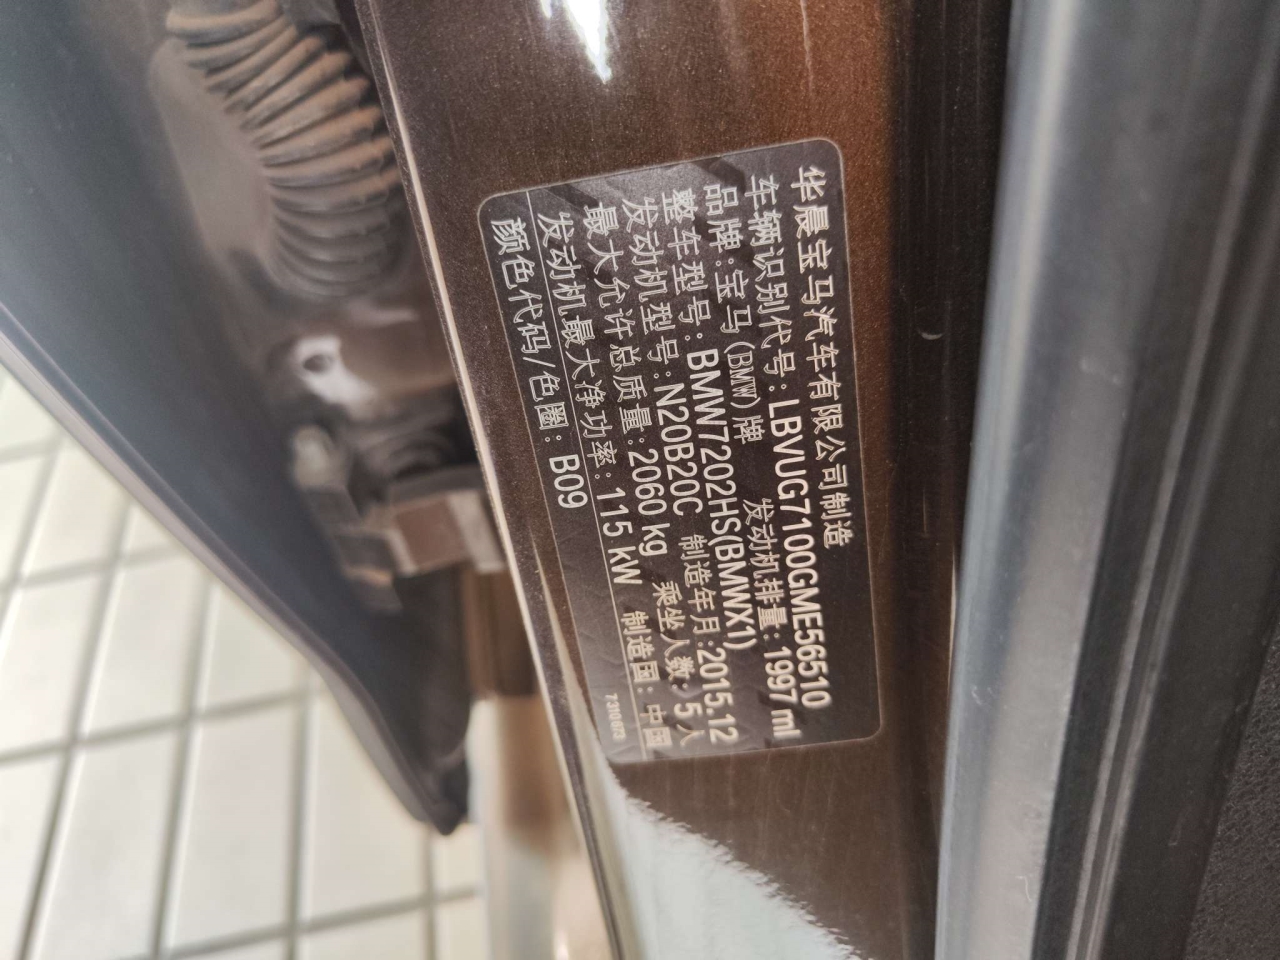 华晨宝马汽车有限公司制造
车辆识别代号:LBVUG7100GME56510
品牌:宝马(BMW)牌 发动机排量:1997 ml
整车型号:BMW7202HS(BMWX1)
发动机型号:N20B20C 制造年月:2015.12
最大允许总质量:2060 kg 乘坐人数:5人
发动机最大净功率:115 kW 制造国:中国
颜色代码/色圈:B09